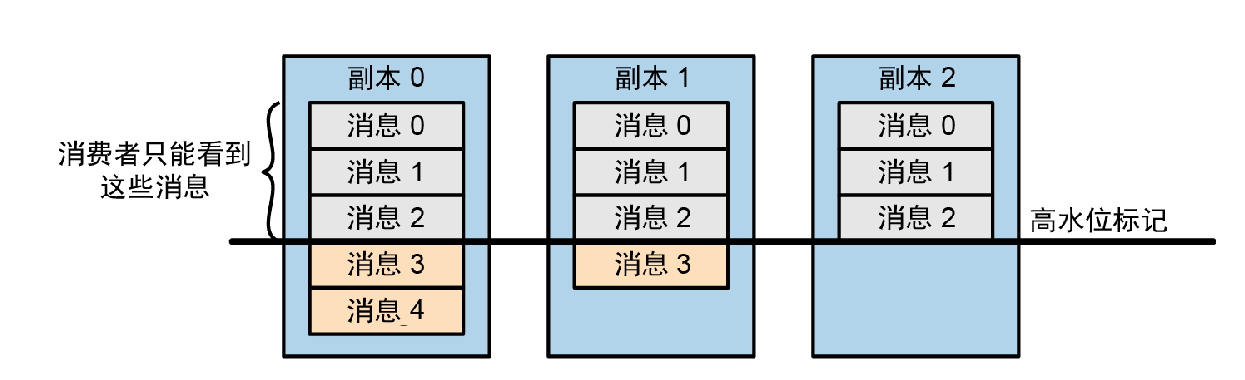 副本 0
消息 0
消息 1
消息 2
消息 3
消息 4
副本 1
消息 0
消息 1
消息 2
消息 3
副本 2
消息 0
消息 1
消息 2
消费者只能看到
这些消息
高水位标记